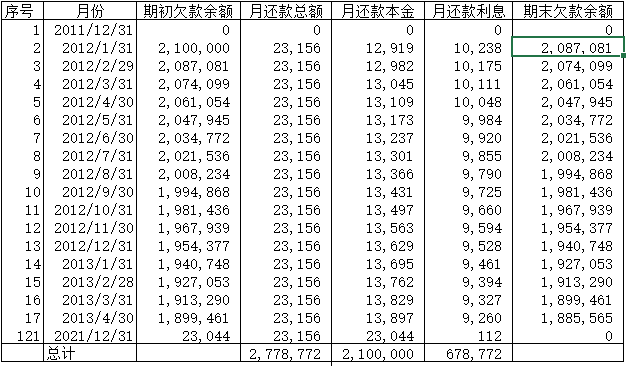 序号 月份 期初欠款余额 月还款总额 月还款本金 月还款利息 期末欠款余额
1 2011/12/31 0 0 0 0 0
2 2012/1/31 2,100,000 23,156 12,919 10,238 2,087,081
3 2012/2/29 2,087,081 23,156 12,982 10,175 2,074,099
4 2012/3/31 2,074,099 23,156 13,045 10,111 2,061,054
5 2012/4/30 2,061,054 23,156 13,109 10,048 2,047,945
6 2012/5/31 2,047,945 23,156 13,173 9,984 2,034,772
7 2012/6/30 2,034,772 23,156 13,237 9,920 2,021,536
8 2012/7/31 2,021,536 23,156 13,301 9,855 2,008,234
9 2012/8/31 2,008,234 23,156 13,366 9,790 1,994,868
10 2012/9/30 1,994,868 23,156 13,431 9,725 1,981,436
11 2012/10/31 1,981,436 23,156 13,497 9,660 1,967,939
12 2012/11/30 1,967,939 23,156 13,563 9,594 1,954,377
13 2012/12/31 1,954,377 23,156 13,629 9,528 1,940,748
14 2013/1/31 1,940,748 23,156 13,695 9,461 1,927,053
15 2013/2/28 1,927,053 23,156 13,762 9,394 1,913,290
16 2013/3/31 1,913,290 23,156 13,829 9,327 1,899,461
17 2013/4/30 1,899,461 23,156 13,897 9,260 1,885,565
121 2021/12/31 23,044 23,156 23,044 112 0
总计 2,778,772 2,100,000 678,772